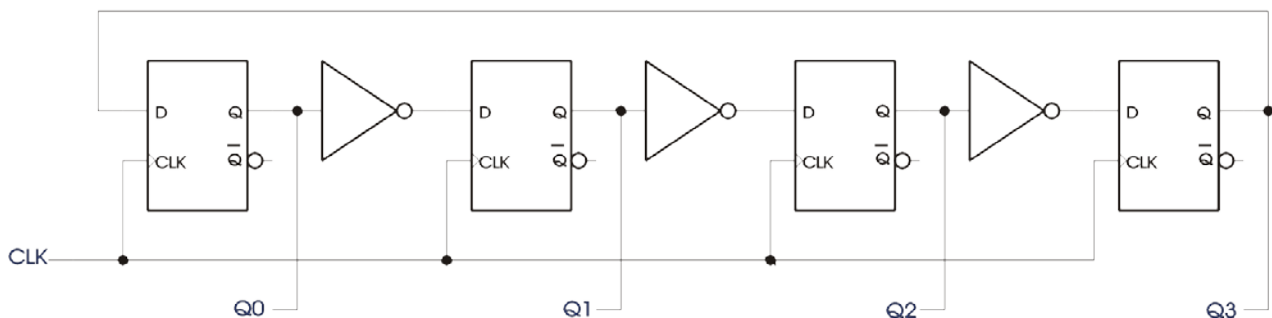 D Q D Q D Q D Q
CLK Q CLK Q CLK Q CLK Q
CLK
Q0 Q1 Q2 Q3